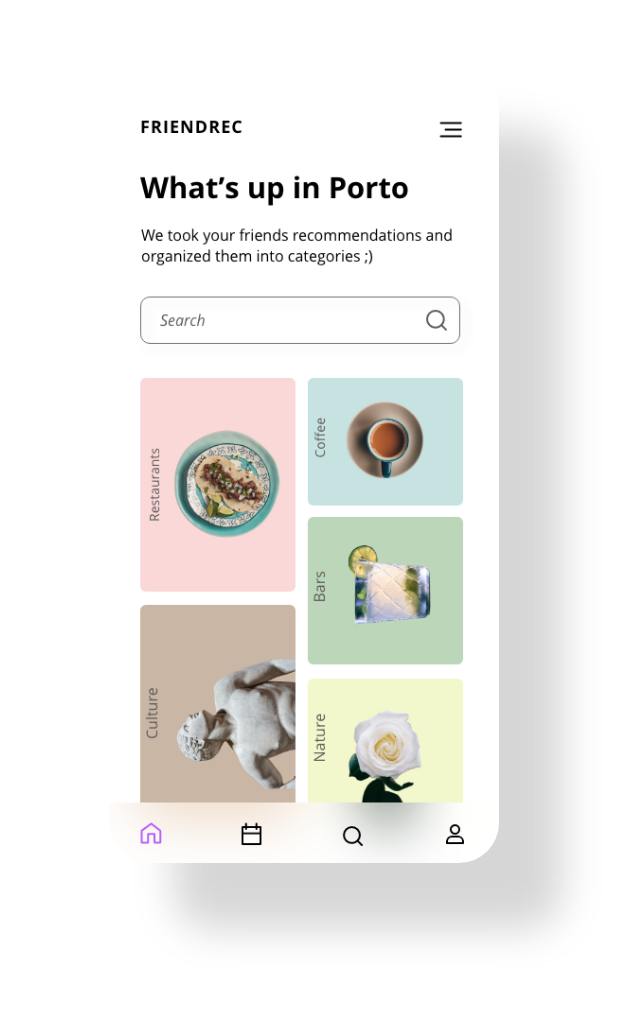 FRIENDREC
What's up in Porto
We took your friends recommendations and
organized them into categories ;)
Search
Restaurants
Coffee
Bars
Culture
Nature